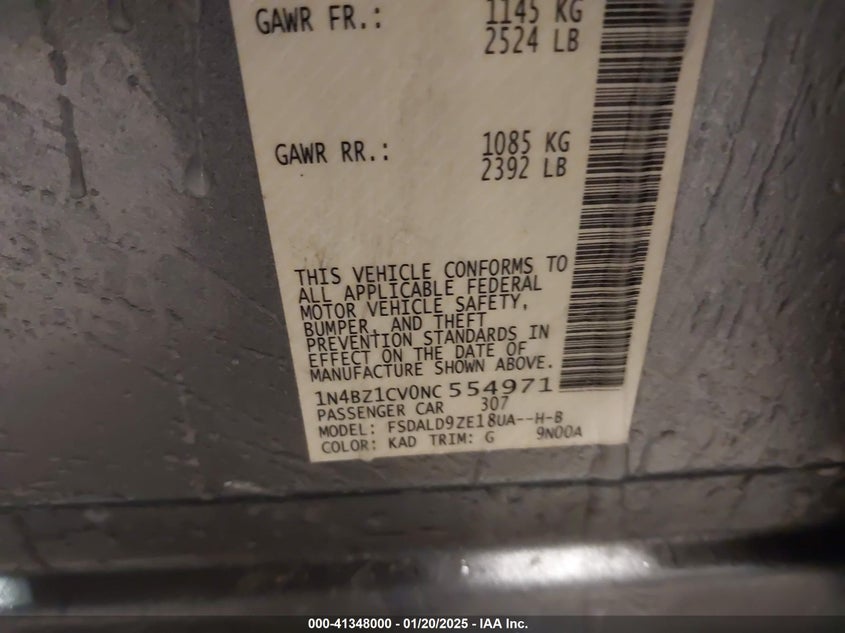 GAWR FR.: 1145 KG
2524 LB
GAWR RR.: 1085 KG
2392 LB
THIS VEHICLE CONFORMS TO
ALL APPLICABLE FEDERAL
MOTOR VEHICLE SAFETY,
BUMPER, AND THEFT
PREVENTION STANDARDS IN
EFFECT ON THE DATE OF
MANUFACTURE SHOWN ABOVE.
1N4BZ1CV0NC 554971
PASSENGER CAR 307
MODEL: FSDALD9ZE18UA--H-B
COLOR: KAD TRIM: G 9N00A
000-41348000 — 01/20/2025 — IAA Inc.